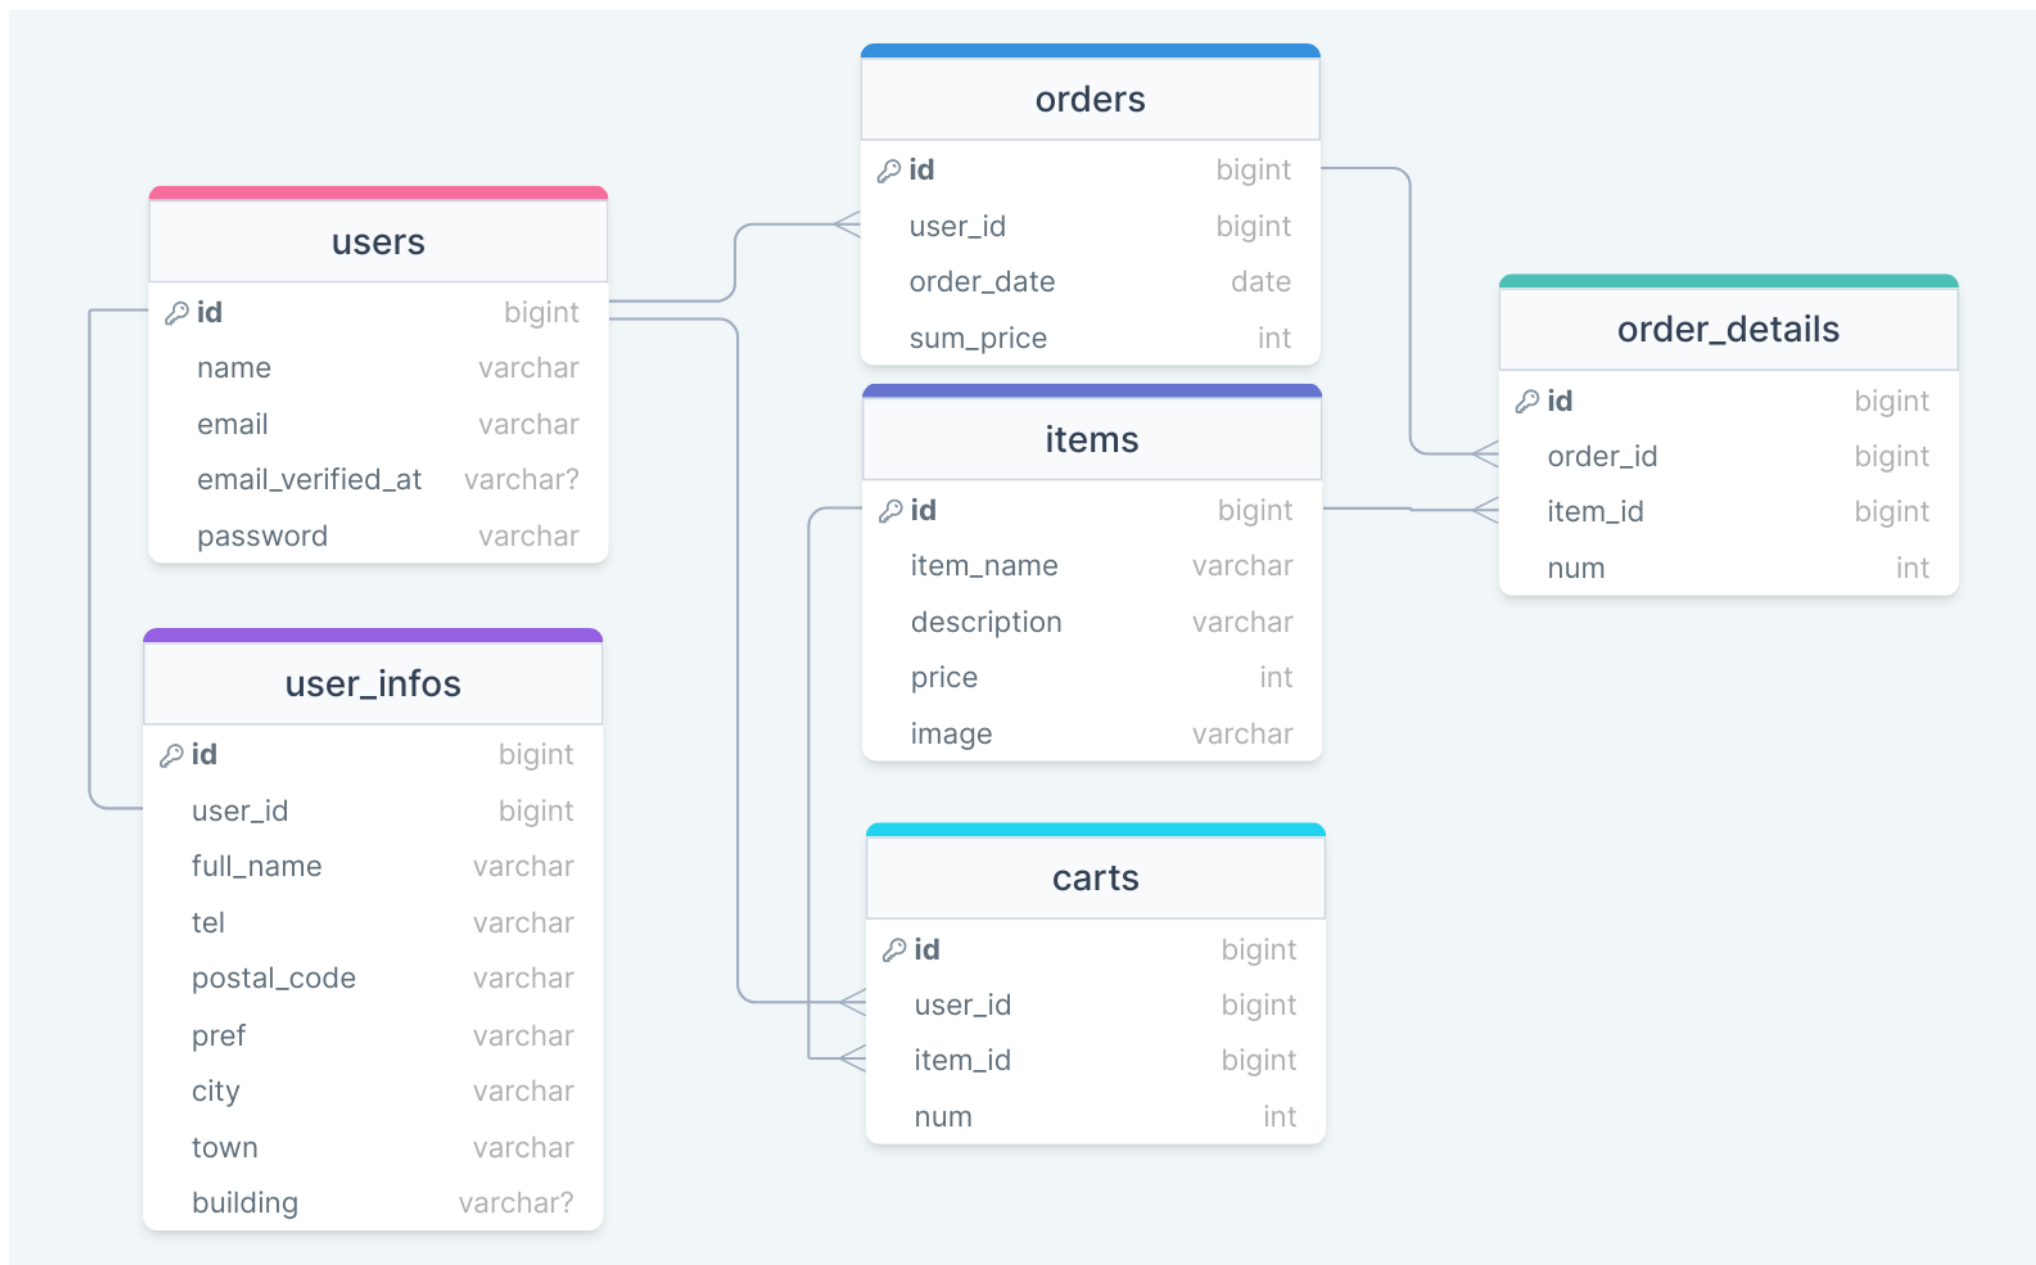 users
id bigint
name varchar
email varchar
email_verified_at varchar?
password varchar
user_infos
id bigint
user_id bigint
full_name varchar
tel varchar
postal_code varchar
pref varchar
city varchar
town varchar
building varchar?
orders
id bigint
user_id bigint
order_date date
sum_price int
items
id bigint
item_name varchar
description varchar
price int
image varchar
carts
id bigint
user_id bigint
item_id bigint
num int
order_details
id bigint
order_id bigint
item_id bigint
num int